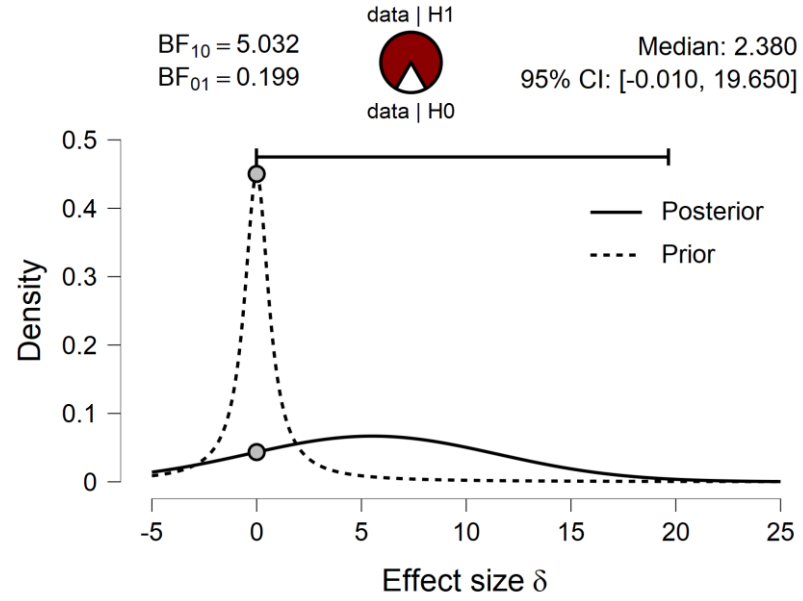 data | H1
BF₁₀ = 5.032
BF₀₁ = 0.199
Median: 2.380
95% CI: [-0.010, 19.650]
data | H0
0.5
0.4
0.3
0.2
0.1
0
Density
Posterior
Prior
-5 0 5 10 15 20 25
Effect size δ